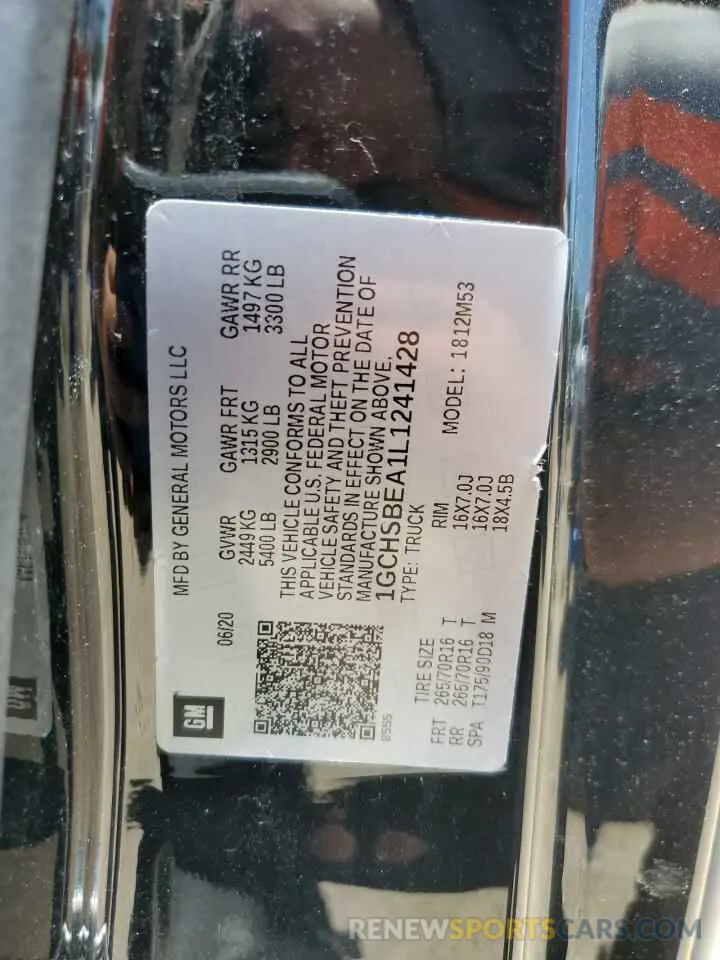 MFD BY GENERAL MOTORS LLC
GM
06/20
GVWR GAWR FRT GAWR RR
2449 KG 1315 KG 1497 KG
5400 LB 2900 LB 3300 LB
THIS VEHICLE CONFORMS TO ALL
APPLICABLE U.S. FEDERAL MOTOR
VEHICLE SAFETY AND THEFT PREVENTION
STANDARDS IN EFFECT ON THE DATE OF
MANUFACTURE SHOWN ABOVE.
1GCHSBEA1L1241428
TYPE: TRUCK
MODEL: 1812M53
TIRE SIZE RIM
FRT 265/70R16 T 16X7.0J
RR 265/70R16 T 16X7.0J
SPA T175/90D18 M 18X4.5B
RENEWSPORTSCARS.COM